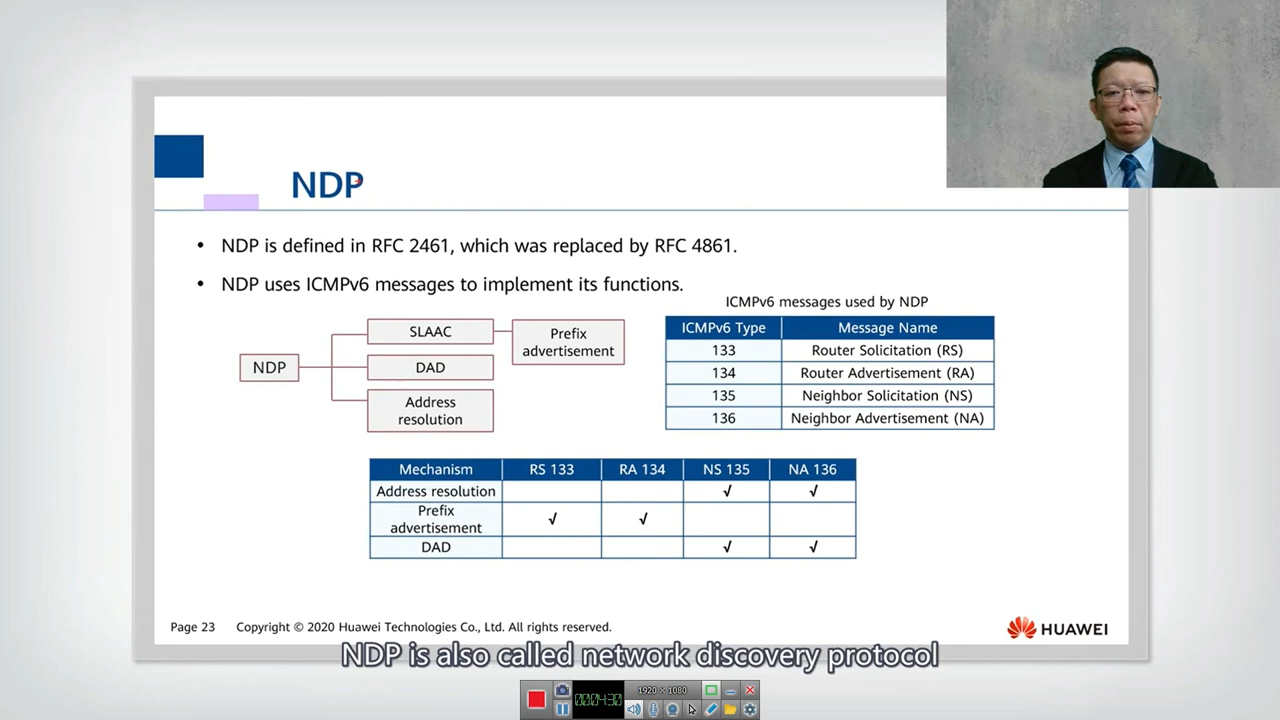 NDP
• NDP is defined in RFC 2461, which was replaced by RFC 4861.
• NDP uses ICMPv6 messages to implement its functions.
NDP
SLAAC
DAD
Address
resolution
Prefix
advertisement
ICMPv6 messages used by NDP
ICMPv6 Type Message Name
133 Router Solicitation (RS)
134 Router Advertisement (RA)
135 Neighbor Solicitation (NS)
136 Neighbor Advertisement (NA)
Mechanism RS 133 RA 134 NS 135 NA 136
Address resolution √ √
Prefix
advertisement √ √
DAD √ √
Page 23 Copyright © 2020 Huawei Technologies Co., Ltd. All rights reserved.
HUAWEI
NDP is also called network discovery protocol
1920 × 1080
00:04:30